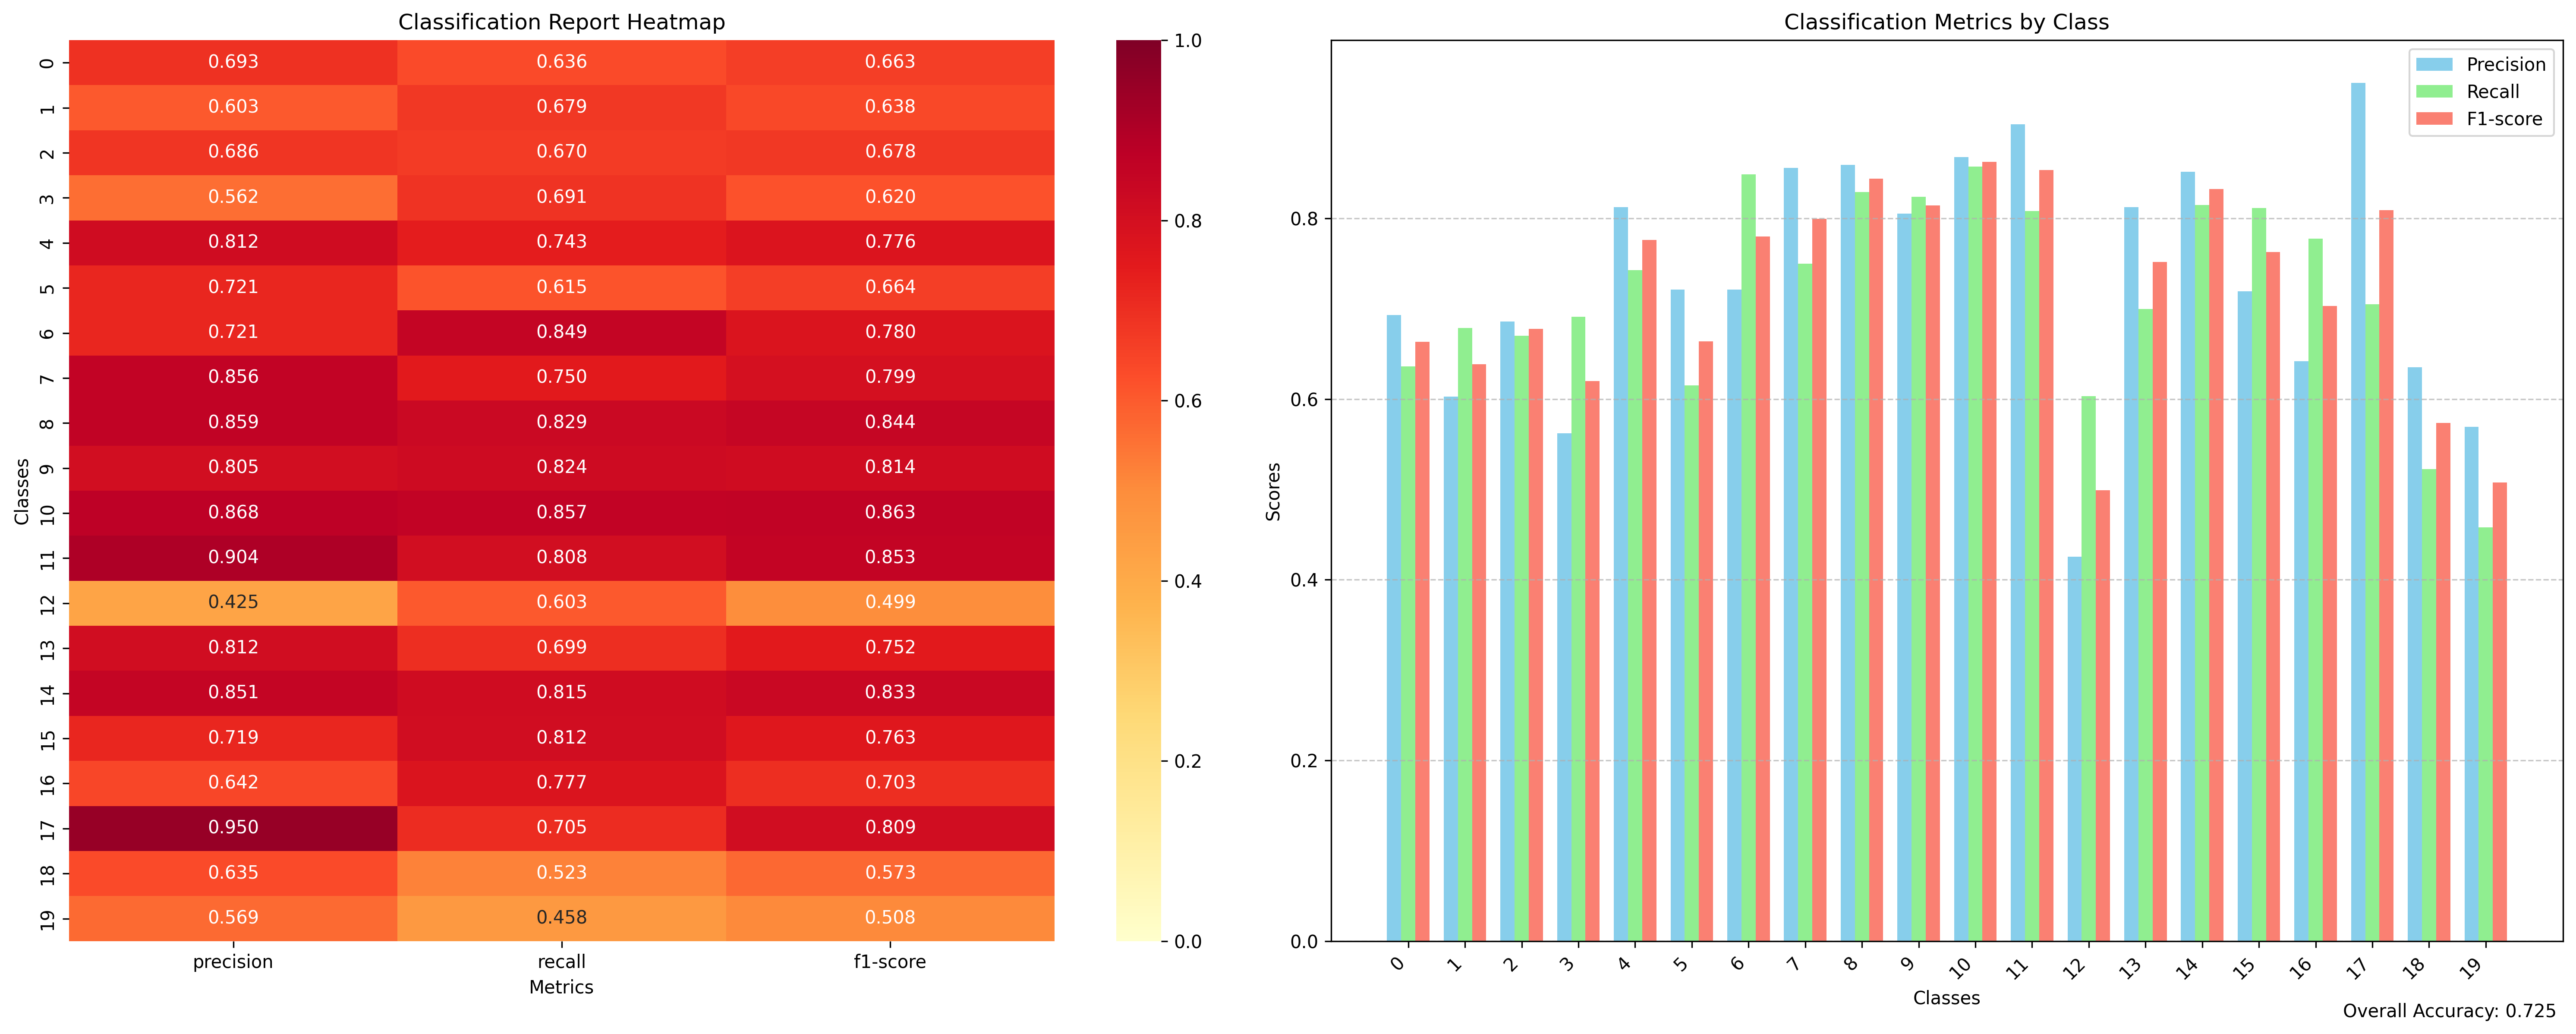 Classification Report Heatmap
Classes
0 0.693 0.636 0.663
1 0.603 0.679 0.638
2 0.686 0.670 0.678
3 0.562 0.691 0.620
4 0.812 0.743 0.776
5 0.721 0.615 0.664
6 0.721 0.849 0.780
7 0.856 0.750 0.799
8 0.859 0.829 0.844
9 0.805 0.824 0.814
10 0.868 0.857 0.863
11 0.904 0.808 0.853
12 0.425 0.603 0.499
13 0.812 0.699 0.752
14 0.851 0.815 0.833
15 0.719 0.812 0.763
16 0.642 0.777 0.703
17 0.950 0.705 0.809
18 0.635 0.523 0.573
19 0.569 0.458 0.508
precision recall f1-score
Metrics
1.0
0.8
0.6
0.4
0.2
0.0
Classification Metrics by Class
Precision
Recall
F1-score
Scores
0.8
0.6
0.4
0.2
0.0
0 1 2 3 4 5 6 7 8 9 10 11 12 13 14 15 16 17 18 19
Classes
Overall Accuracy: 0.725